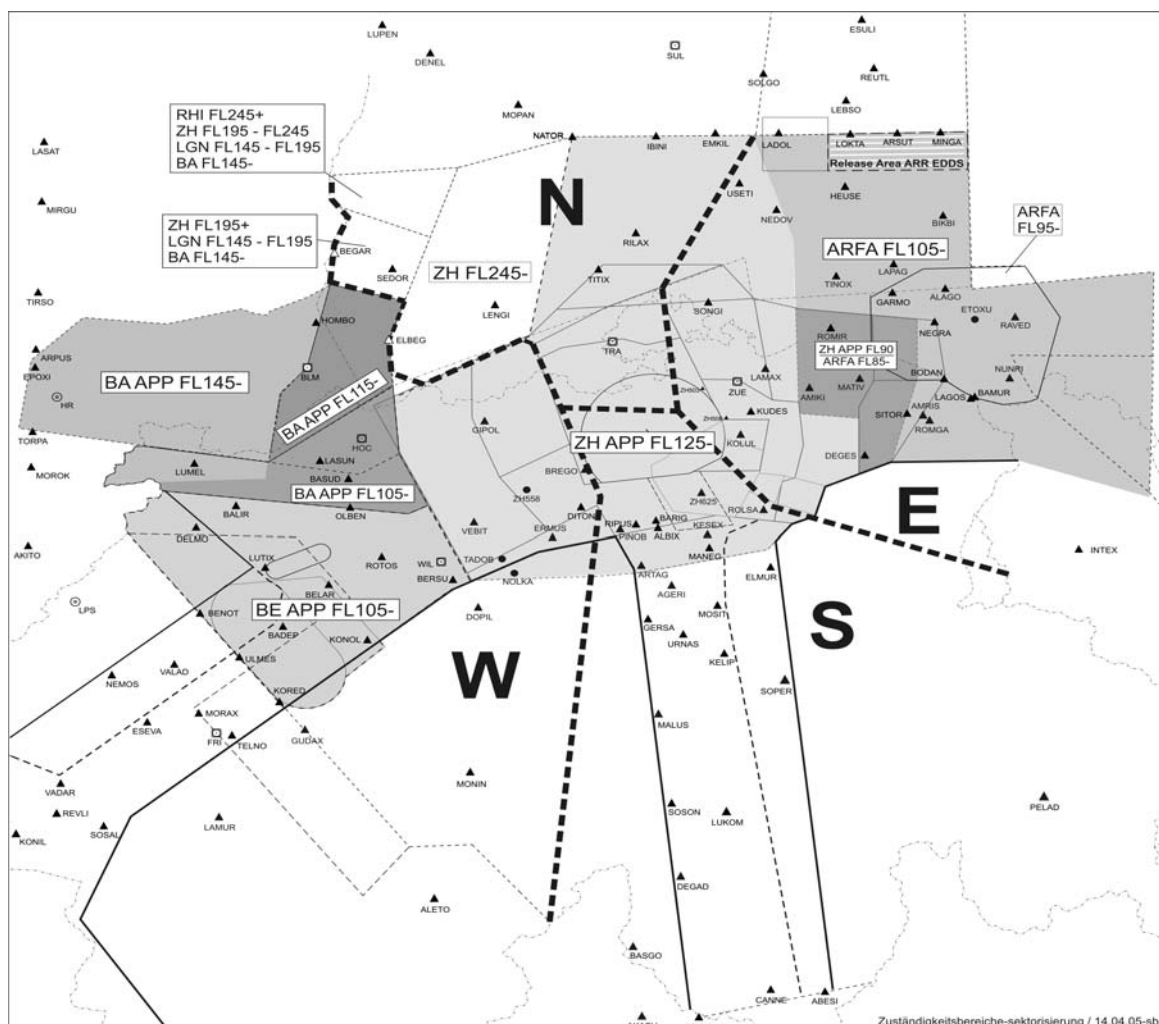 LUPEN
ESULI
DENEL
SUL
REUTL
SOLGO
LEBSO
RHI FL245+
ZH FL195 - FL245
LGN FL145 - FL195
BA FL145-
MOPAN
LASAT
NATOR
IBINI
EMKIL
LADOL
LOKTA
ARSUT
MINGA
Release Area ARR EDDS
N
USETI
HEUSE
MIRGU
NEDOV
BIKBI
ARFA
FL95-
ZH FL195+
LGN FL145 - FL195
BA FL145-
RILAX
ARFA FL105-
BEGAR
SEDOR
ZH FL245-
TITIX
TINOX
LAPAG
TIRSO
GARMO
ALAGO
LENGI
SONGI
ETOXU
HOMBO
NEGRA
RAVED
ELBEG
TRA
ROMIR
ARPUS
ZH APP FL90
ARFA FL85-
EPOXI
BLM
BA APP FL145-
LAMAX
BODAN
NUNRI
HR
ZUE
AMIKI
MATIV
LAGOS
BAMUR
BA APP FL115-
GIPOL
KUDES
SITOR
AMRIS
ROMGA
TORPA
HOC
ZH APP FL125-
KOLUL
MOROK
LUMEL
LASUN
BASUD
BREGO
DEGES
BA APP FL105-
ZH558
ZH625
BALIR
OLBEN
DITON
ROLSA
E
DELMO
VEBIT
ERMUS
RIPUS
BARIG
PINOB
ALBIX
KESEX
AKITO
MANEG
INTEX
LUTIX
ROTOS
WIL
TADOB
BERSU
NOLKA
ARTAG
ELMUR
BELAR
AGERI
LPS
BENOT
BE APP FL105-
DOPIL
MOSIT
BADEP
GERSA
S
KONOL
URNAS
W
ULMES
KELIP
VALAD
NEMOS
SOPER
KORED
MORAX
ESEVA
MALUS
FRI
TELNO
GUDAX
MONIN
VADAR
PELAD
REVLI
SOSON
LAMUR
LUKOM
KONIL
SOSAL
DEGAD
ALETO
BASGO
CANNE
ABESI
Zuständigkeitsbereiche-sektorisierung / 14.04.05-sb